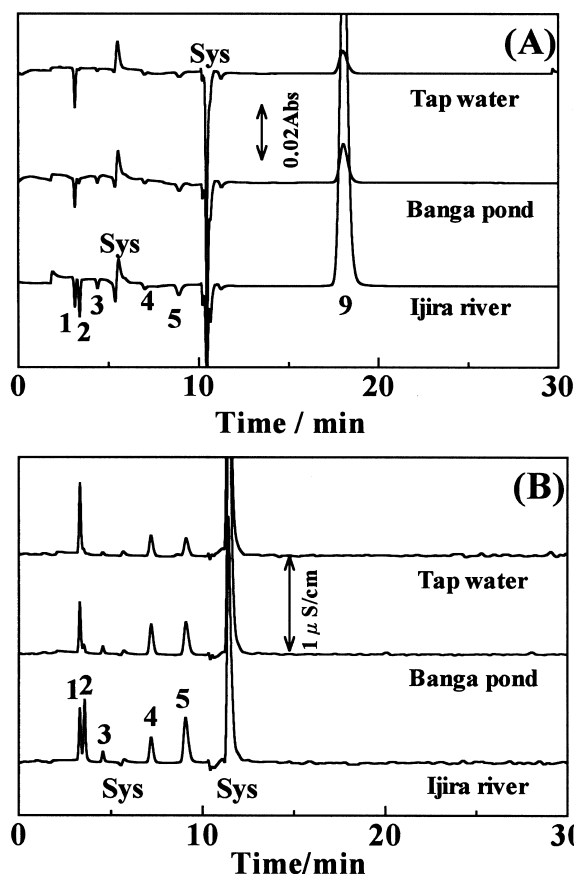 (A)
Sys
Tap water
0.02Abs
Banga pond
Sys
1 2 3 4 5 9
Ijira river
0 10 20 30
Time / min
(B)
Tap water
1 μ S/cm
Banga pond
1 2 3 4 5
Sys Sys Ijira river
0 10 20 30
Time/min